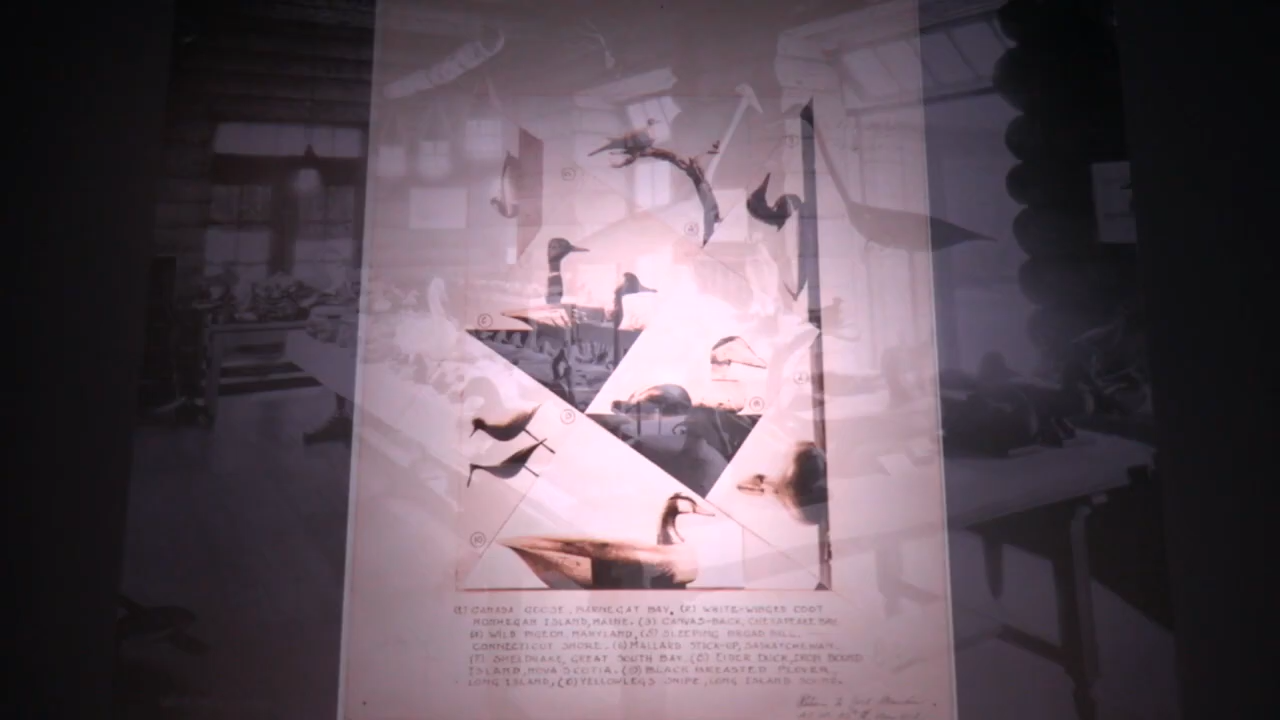 (1) CANADA GOOSE, BARNEGAT BAY, (2) WHITE-WINGED COOT
MONHEGAN ISLAND, MAINE. (3) CANVAS-BACK, CHESAPEAKE BAY.
(4) WILD PIGEON, MARYLAND, (5) SLEEPING BROAD BILL,
CONNECTICUT SHORE. (6) MALLARD STICK-UP, SASKATCHEWAN.
(7) SHELDRAKE, GREAT SOUTH BAY. (8) EIDER DUCK, IRON BOUND
ISLAND, NOVA SCOTIA. (9) BLACK BREASTED PLOVER,
LONG ISLAND, (10) YELLOWLEGS SNIPE, LONG ISLAND SOUND.
Return to Joel